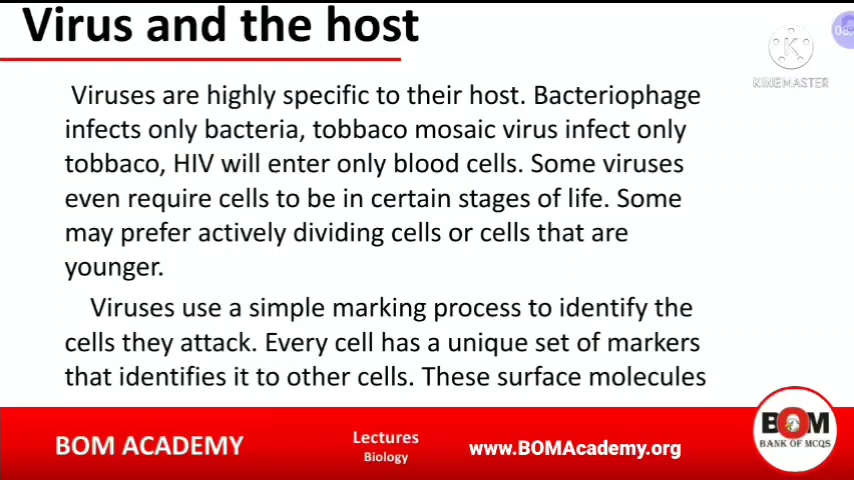 Virus and the host
KINEMASTER
Viruses are highly specific to their host. Bacteriophage
infects only bacteria, tobbaco mosaic virus infect only
tobbaco, HIV will enter only blood cells. Some viruses
even require cells to be in certain stages of life. Some
may prefer actively dividing cells or cells that are
younger.
Viruses use a simple marking process to identify the
cells they attack. Every cell has a unique set of markers
that identifies it to other cells. These surface molecules
BOM ACADEMY
Lectures
Biology
www.BOMAcademy.org
BOM
BANK OF MCQS